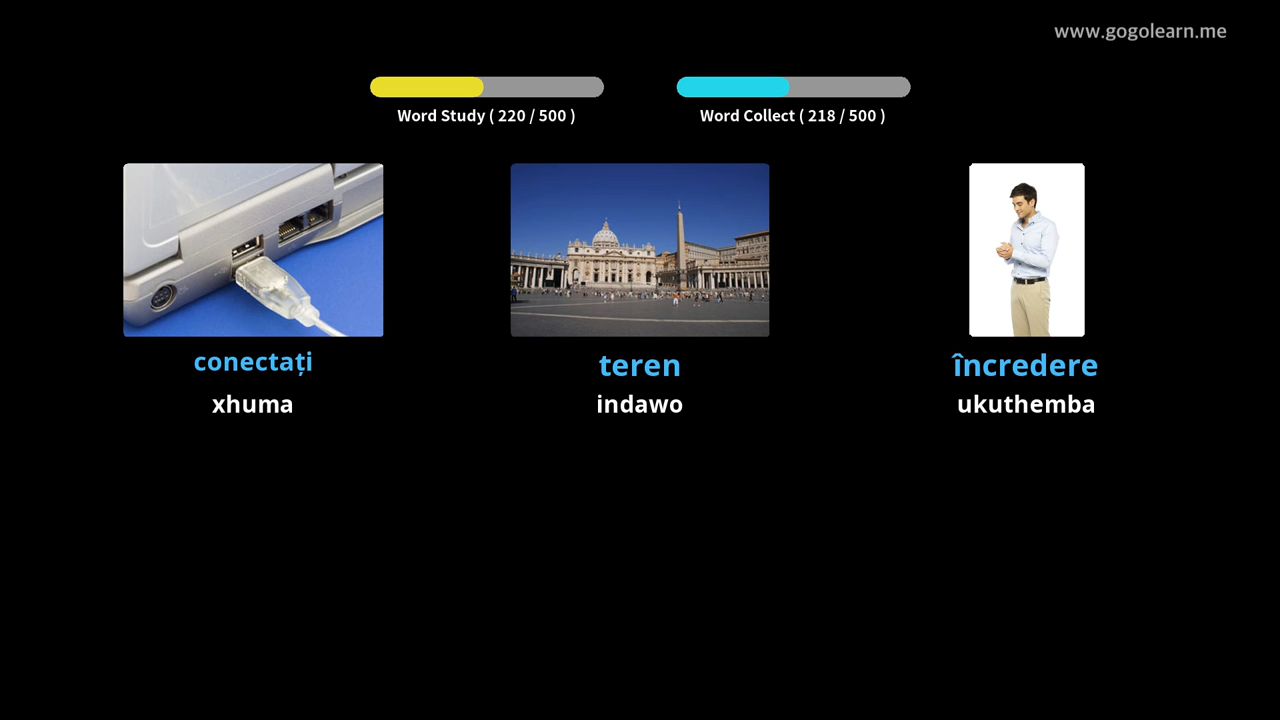 www.gogolearn.me
Word Study ( 220 / 500 )
Word Collect ( 218 / 500 )
conectați
teren
încredere
xhuma
indawo
ukuthemba